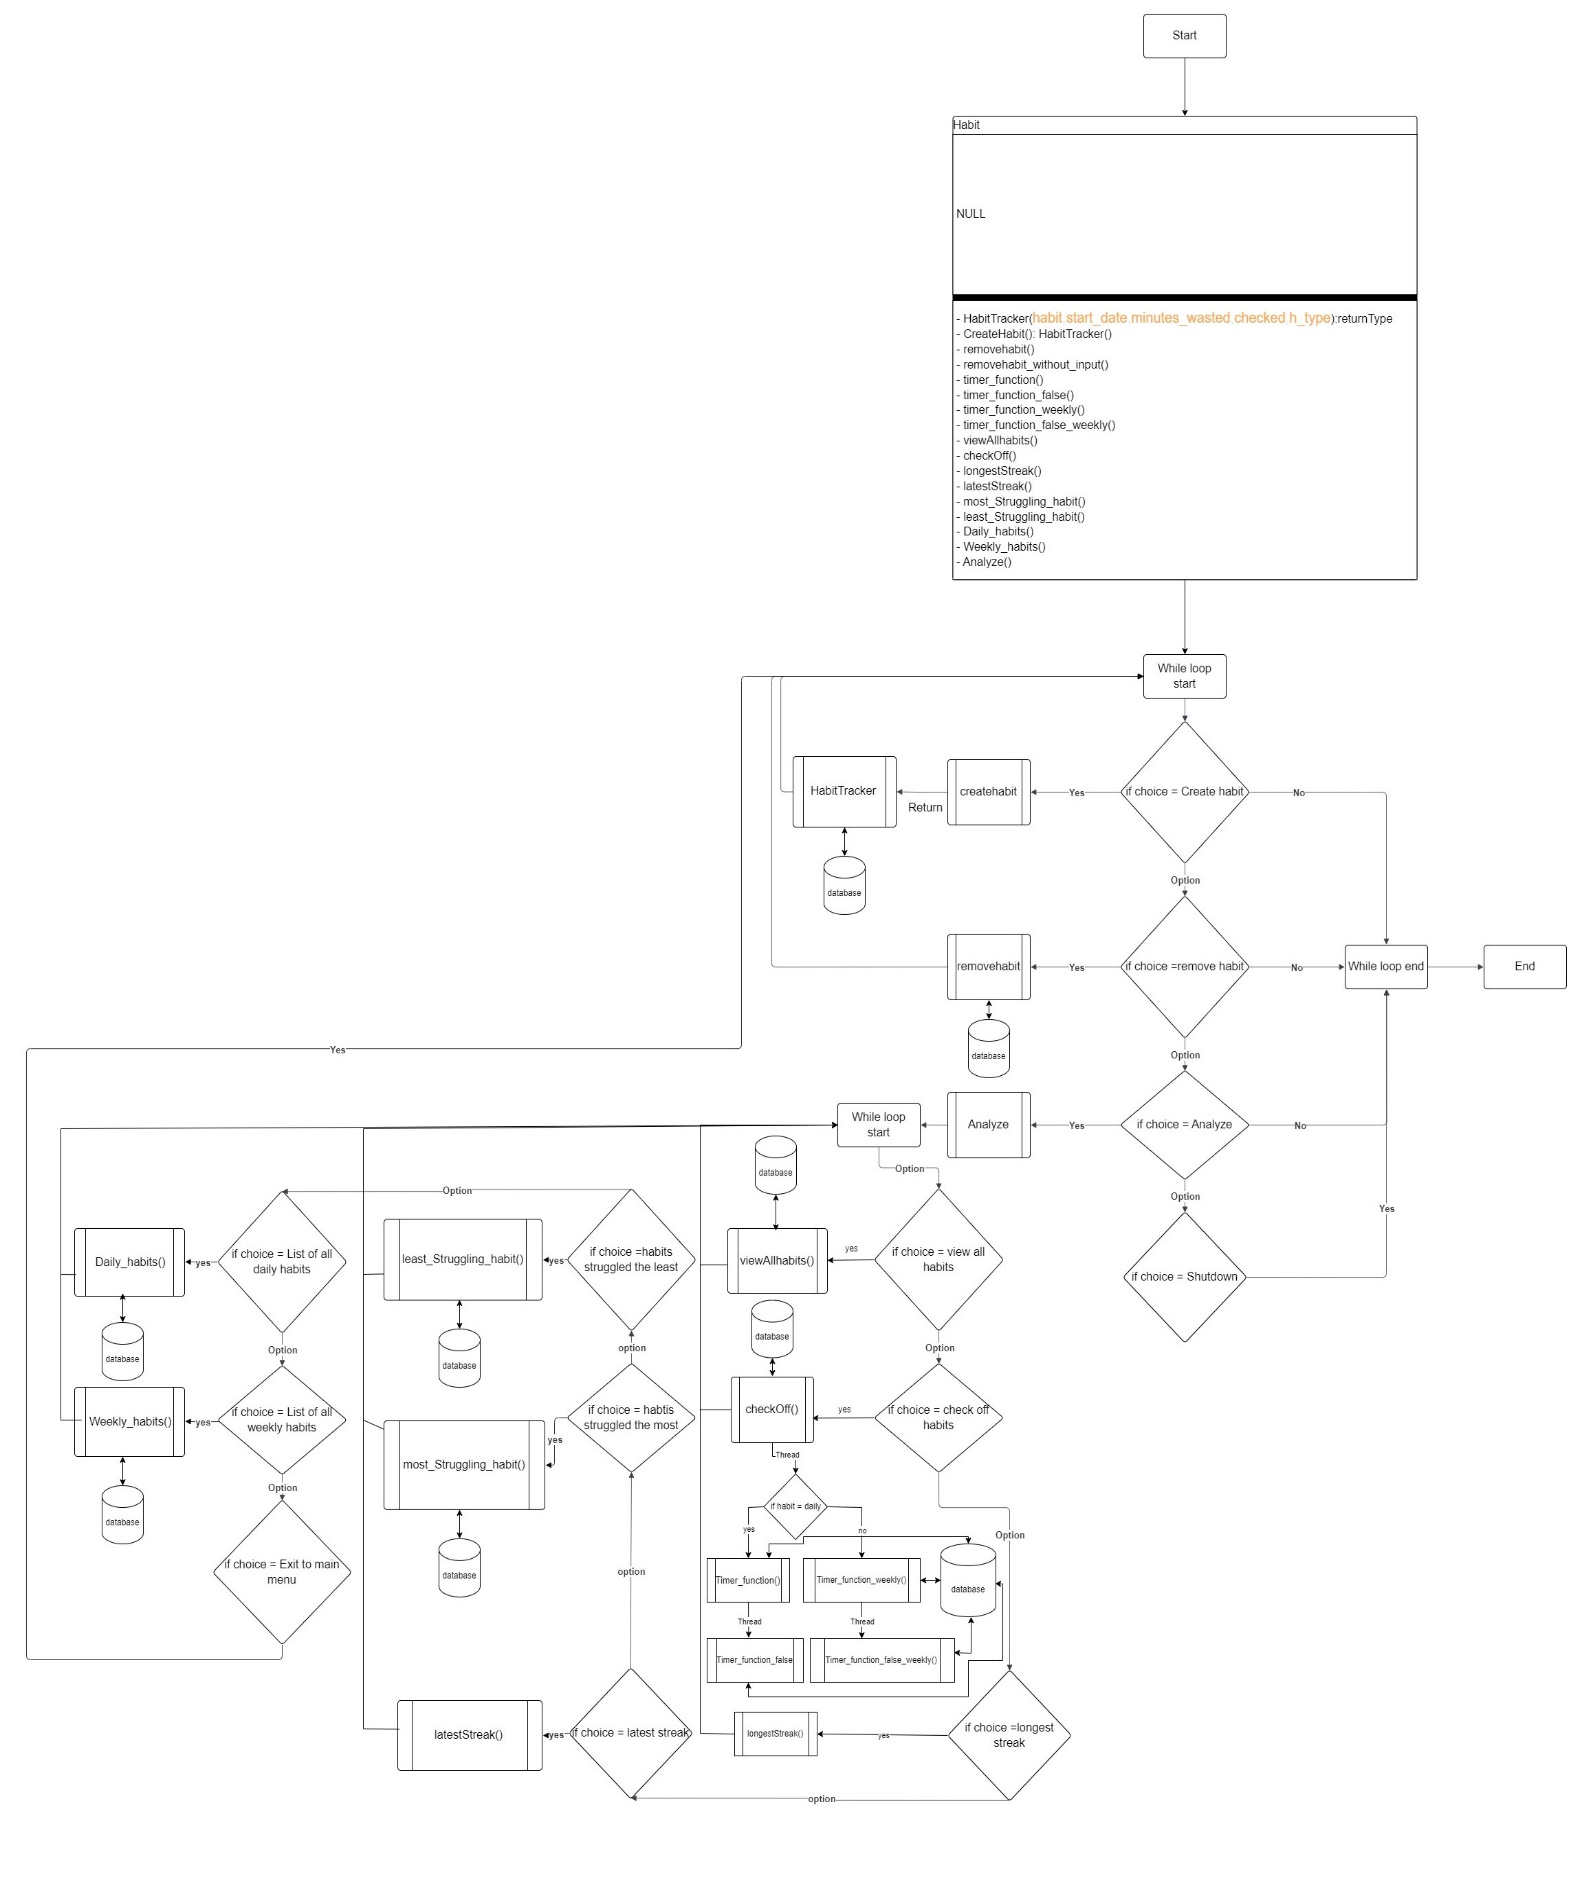 Start
Habit
NULL
- HabitTracker(habit start_date minutes_wasted checked h_type):returnType
- CreateHabit(): HabitTracker()
- removehabit()
- removehabit_without_input()
- timer_function()
- timer_function_false()
- timer_function_weekly()
- timer_function_false_weekly()
- viewAllhabits()
- checkOff()
- longestStreak()
- latestStreak()
- most_Struggling_habit()
- least_Struggling_habit()
- Daily_habits()
- Weekly_habits()
- Analyze()
While loop
start
HabitTracker
Return
createhabit
Yes
if choice = Create habit
No
database
Option
removehabit
Yes
if choice =remove habit
No
While loop end
End
database
Option
Yes
While loop
start
Analyze
Yes
if choice = Analyze
No
Option
Option
if choice = Shutdown
Yes
database
Option
Daily_habits()
yes
if choice = List of all
daily habits
least_Struggling_habit()
yes
if choice =habits
struggled the least
viewAllhabits()
yes
if choice = view all
habits
database
Option
database
option
database
Option
Weekly_habits()
yes
if choice = List of all
weekly habits
most_Struggling_habit()
yes
if choice = habtis
struggled the most
checkOff()
yes
if choice = check off
habits
Thread
database
Option
if choice = Exit to main
menu
database
option
if habit = daily
yes
no
Option
Timer_function()
Timer_function_weekly()
database
Thread
Thread
Timer_function_false
Timer_function_false_weekly()
latestStreak()
yes
if choice = latest streak
longestStreak()
yes
if choice =longest
streak
option